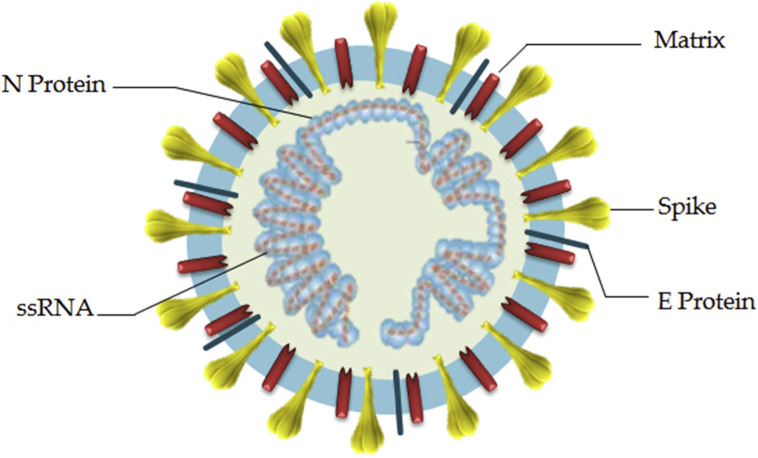 Matrix
N Protein
Spike
E Protein
ssRNA